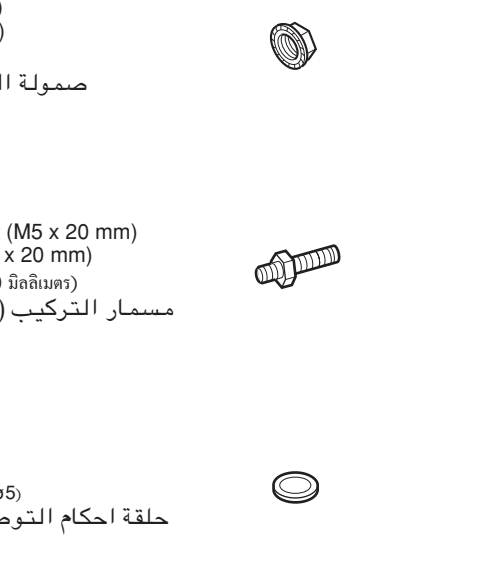 )
)
صمولة ال
(M5 x 20 mm)
x 20 mm)
มิลลิเมตร)
مسمار التركيب (
ø5)
حلقة احكام التوص